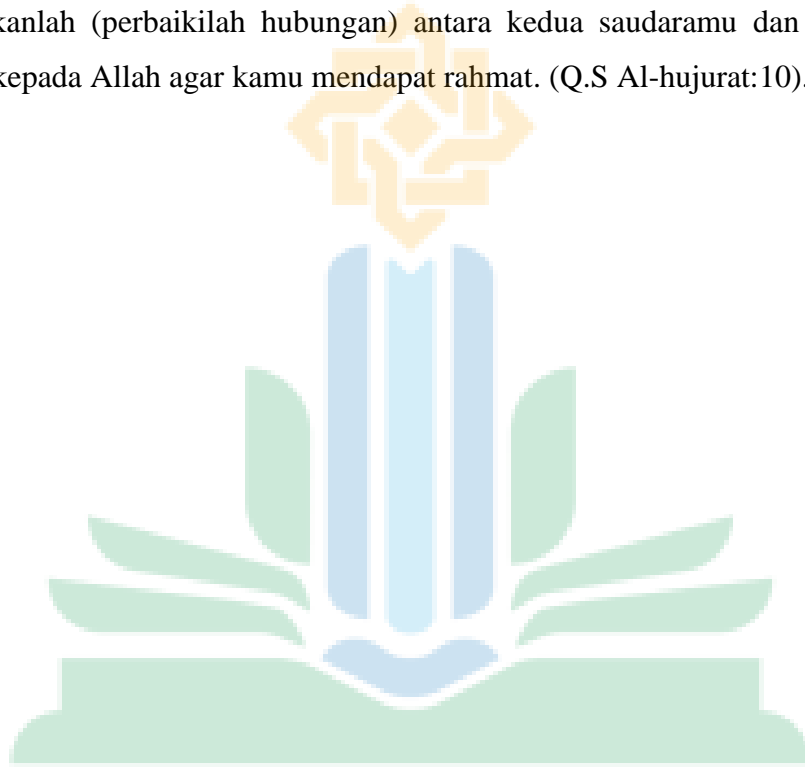 kanlah (perbaikilah hubungan) antara kedua saudaramu dan
kepada Allah agar kamu mendapat rahmat. (Q.S Al-hujurat:10).